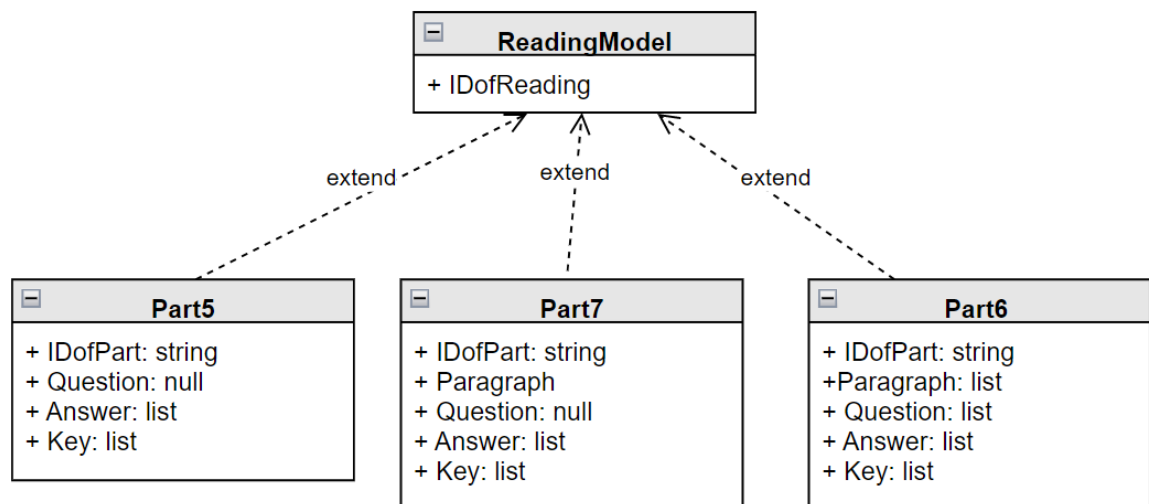 ReadingModel
+ IDofReading
extend
extend
extend
Part5
+ IDofPart: string
+ Question: null
+ Answer: list
+ Key: list
Part7
+ IDofPart: string
+ Paragraph
+ Question: null
+ Answer: list
+ Key: list
Part6
+ IDofPart: string
+Paragraph: list
+ Question: list
+ Answer: list
+ Key: list